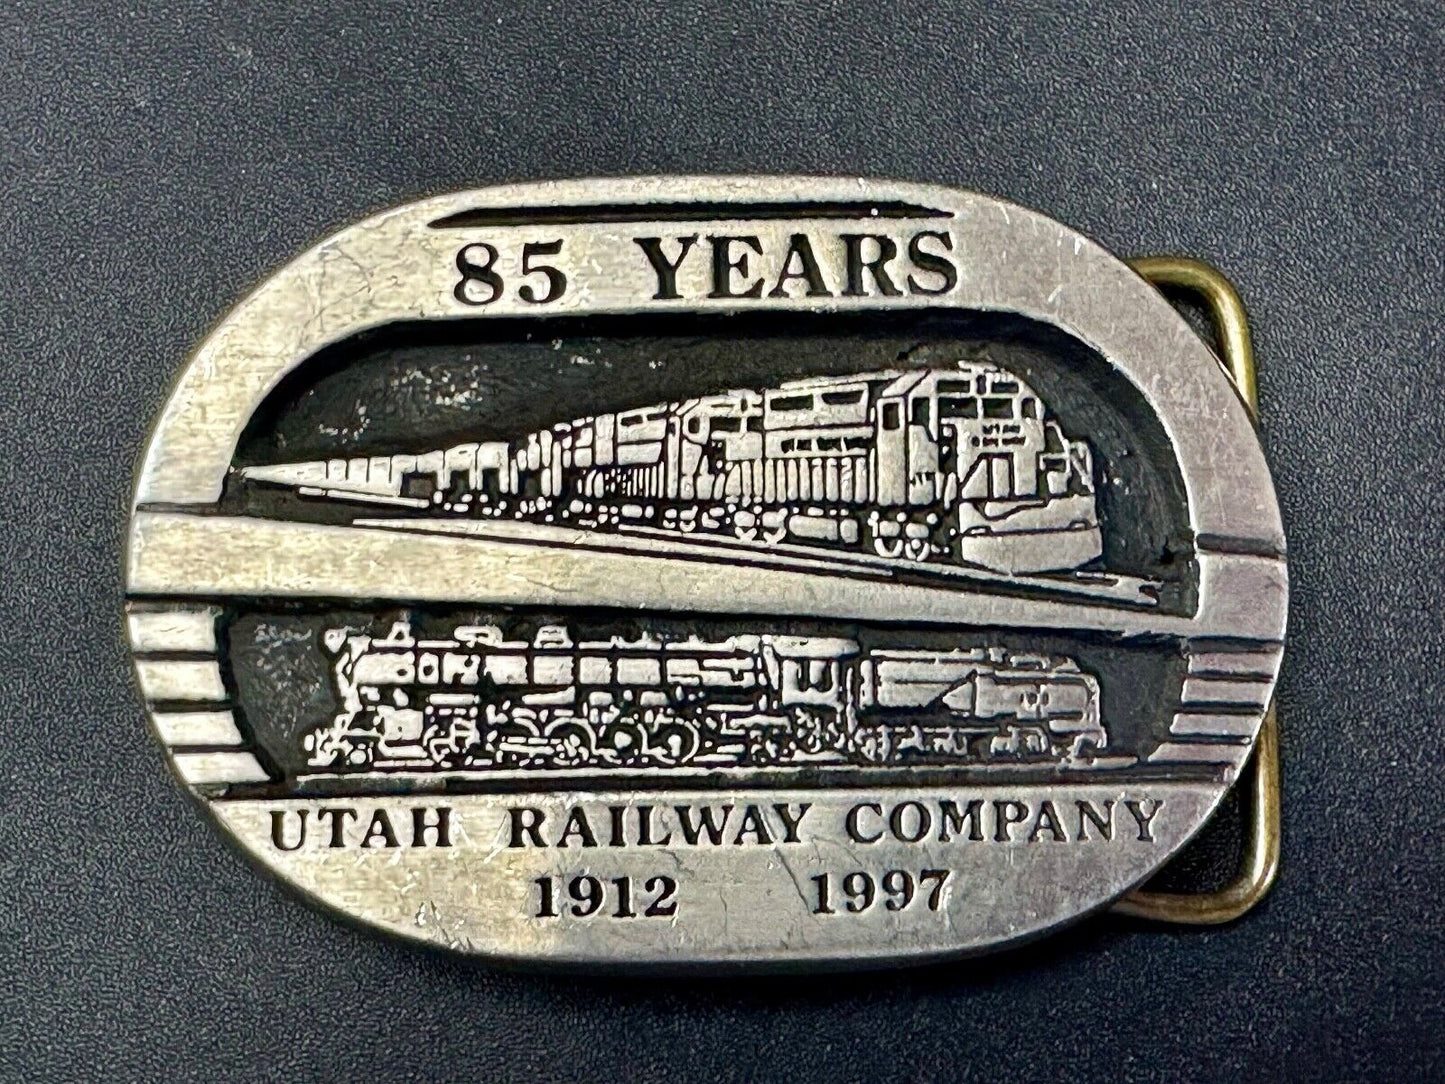 85 YEARS
UTAH RAILWAY COMPANY
1912 1997